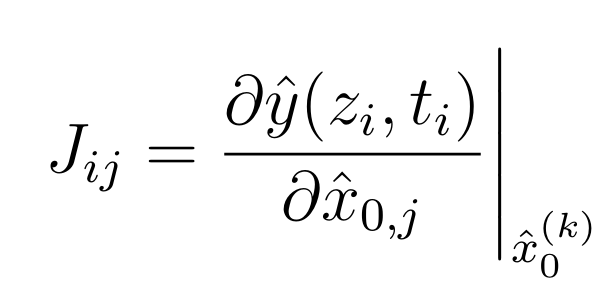 $J_{ij} = \left. \frac{\partial \hat{y}(z_i, t_i)}{\partial \hat{x}_{0,j}} \right|_{\hat{x}_0^{(k)}}$